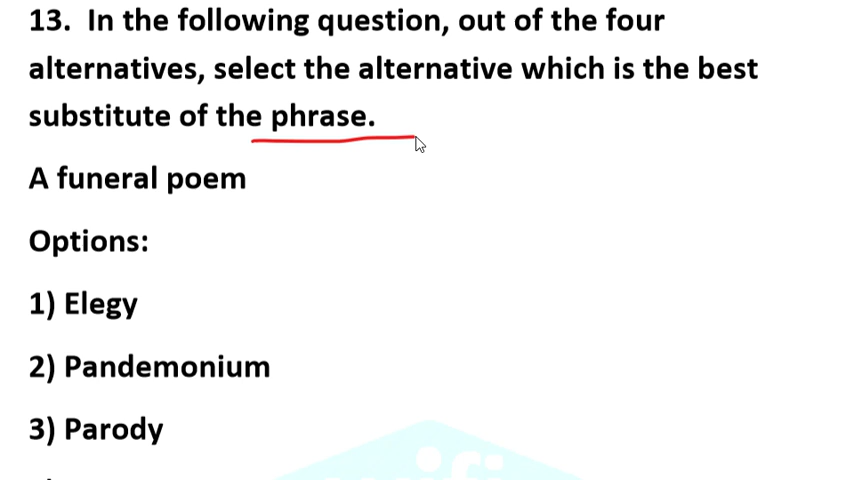 13. In the following question, out of the four
alternatives, select the alternative which is the best
substitute of the phrase.
A funeral poem
Options:
1) Elegy
2) Pandemonium
3) Parody